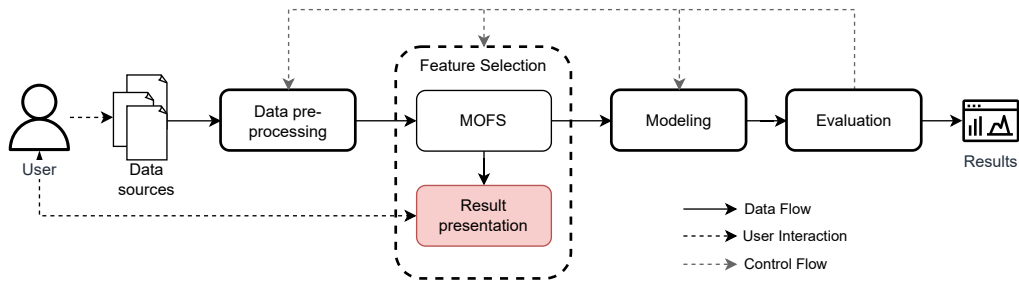 Feature Selection
User
Data
sources
Data pre-
processing
MOFS
Modeling
Evaluation
Results
Result
presentation
Data Flow
User Interaction
Control Flow